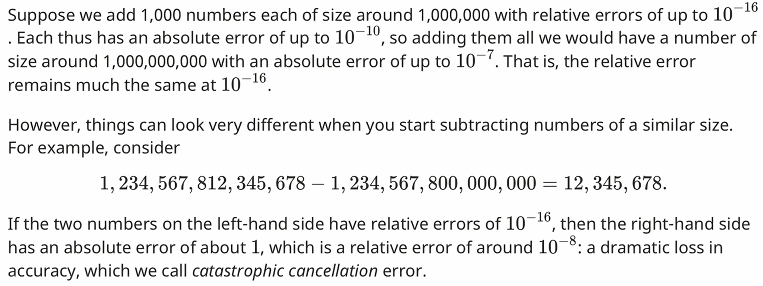 Suppose we add 1,000 numbers each of size around 1,000,000 with relative errors of up to 10⁻¹⁶
. Each thus has an absolute error of up to 10⁻¹⁰, so adding them all we would have a number of
size around 1,000,000,000 with an absolute error of up to 10⁻⁷. That is, the relative error
remains much the same at 10⁻¹⁶.
However, things can look very different when you start subtracting numbers of a similar size.
For example, consider
1, 234, 567, 812, 345, 678 − 1, 234, 567, 800, 000, 000 = 12, 345, 678.
If the two numbers on the left-hand side have relative errors of 10⁻¹⁶, then the right-hand side
has an absolute error of about 1, which is a relative error of around 10⁻⁸: a dramatic loss in
accuracy, which we call catastrophic cancellation error.